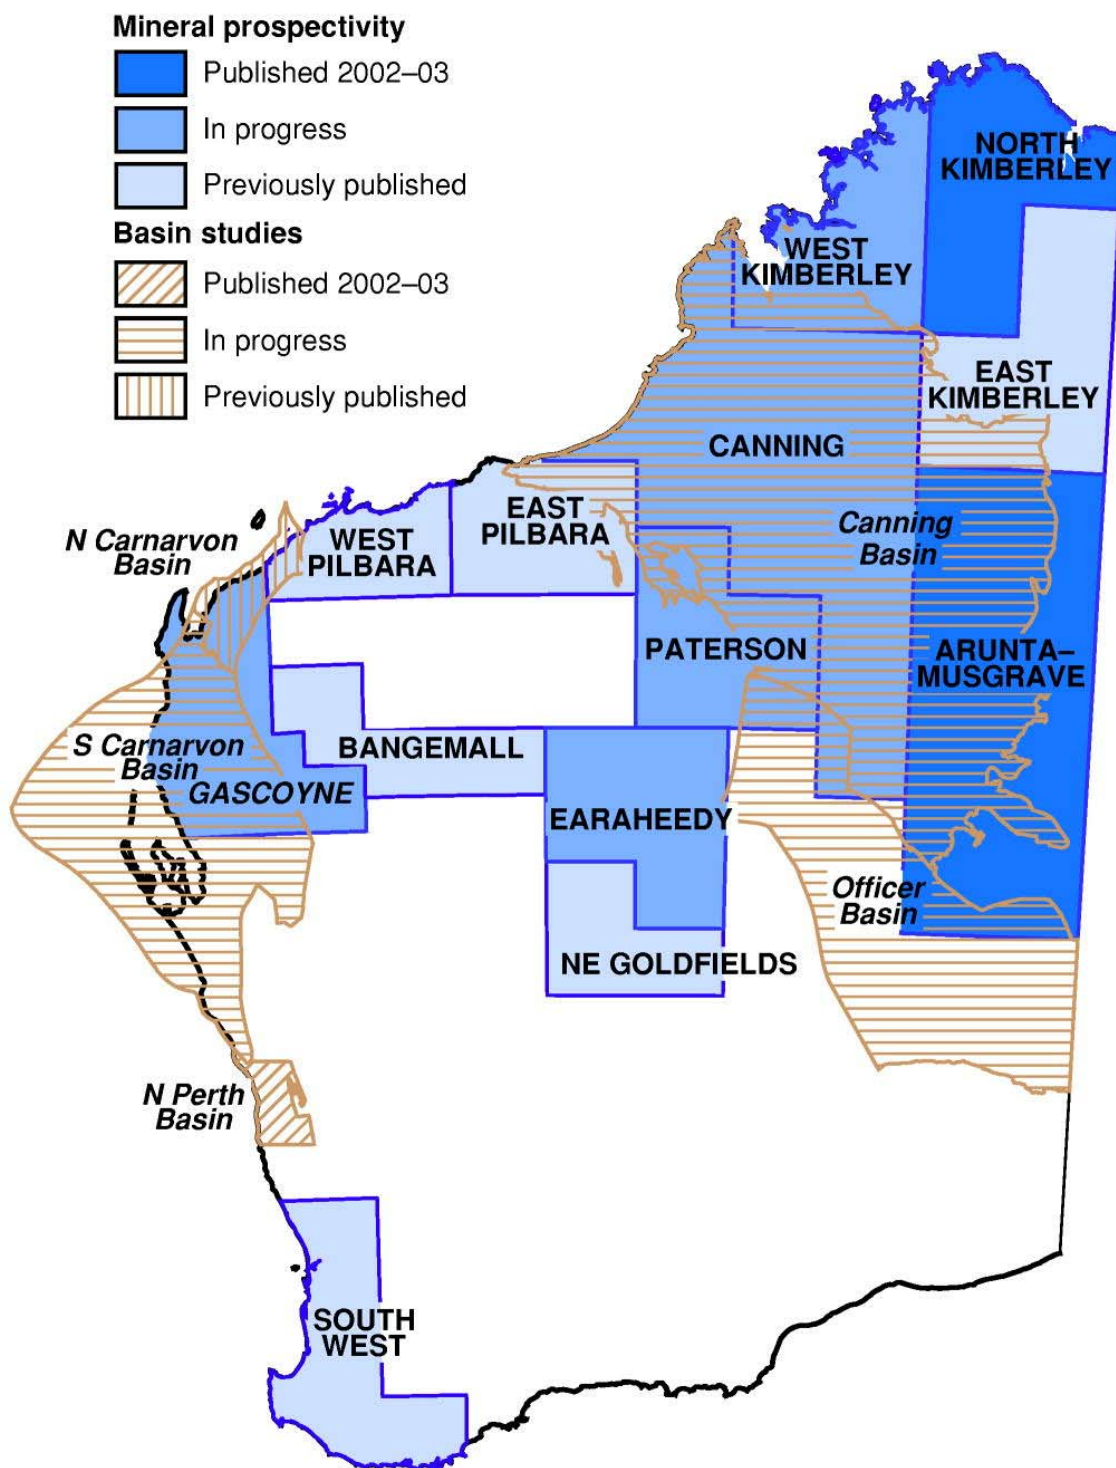 Mineral prospectivity
Published 2002–03
In progress
Previously published
Basin studies
Published 2002–03
In progress
Previously published
NORTH
KIMBERLEY
WEST
KIMBERLEY
EAST
KIMBERLEY
CANNING
Canning
Basin
EAST
PILBARA
WEST
PILBARA
N Carnarvon
Basin
PATERSON
ARUNTA–
MUSGRAVE
S Carnarvon
Basin
GASCOYNE
BANGEMALL
EARAHEEDY
Officer
Basin
NE GOLDFIELDS
N Perth
Basin
SOUTH
WEST